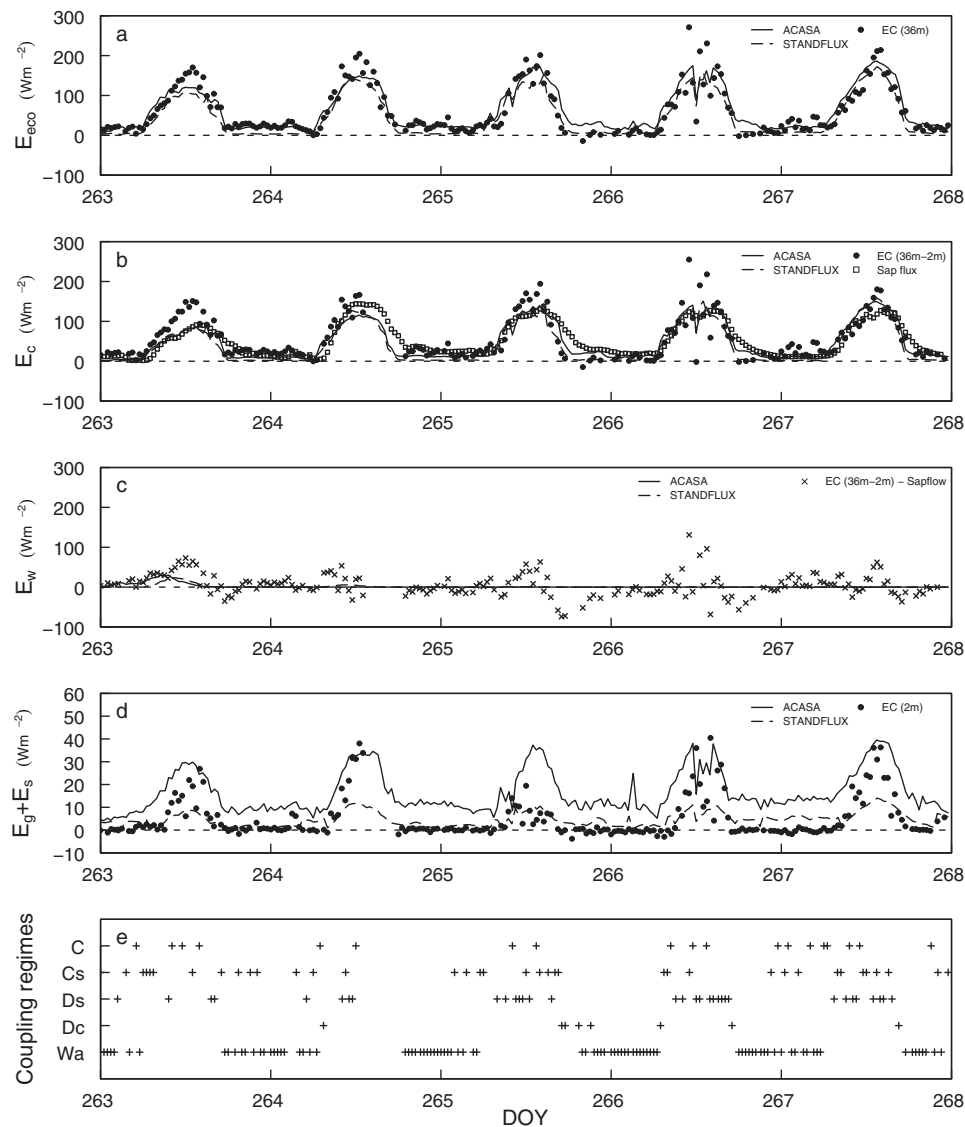 a
ACASA
STANDFLUX
EC (36m)
E_eco (Wm −2)
300
200
100
0
−100
263 264 265 266 267 268
b
ACASA
STANDFLUX
EC (36m−2m)
Sap flux
E_c (Wm −2)
300
200
100
0
−100
263 264 265 266 267 268
c
ACASA
STANDFLUX
EC (36m−2m) − Sapflow
E_w (Wm −2)
300
200
100
0
−100
263 264 265 266 267 268
d
ACASA
STANDFLUX
EC (2m)
E_g+E_s (Wm −2)
60
50
40
30
20
10
0
−10
263 264 265 266 267 268
e
Coupling regimes
C
Cs
Ds
Dc
Wa
263 264 265 266 267 268
DOY